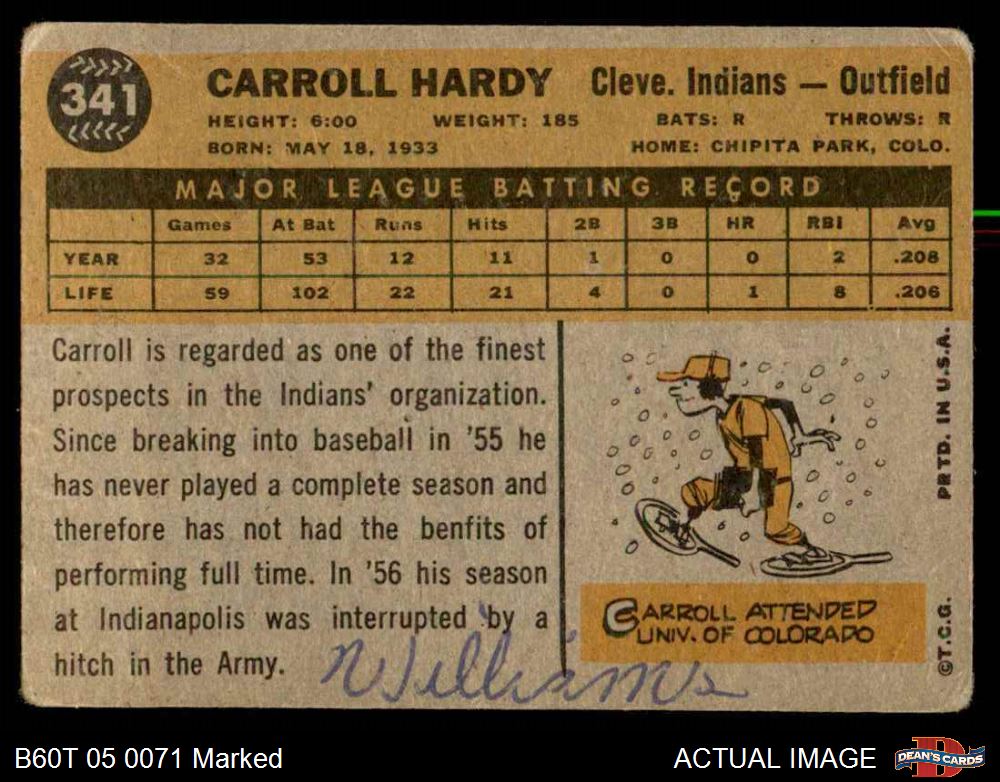 341
CARROLL HARDY Cleve. Indians — Outfield
HEIGHT: 6:00 WEIGHT: 185 BATS: R THROWS: R
BORN: MAY 18, 1933 HOME: CHIPITA PARK, COLO.
MAJOR LEAGUE BATTING RECORD
Games At Bat Runs Hits 2B 3B HR RBI Avg
YEAR 32 53 12 11 1 0 0 2 .208
LIFE 59 102 22 21 4 0 1 8 .206
Carroll is regarded as one of the finest
prospects in the Indians' organization.
Since breaking into baseball in '55 he
has never played a complete season and
therefore has not had the benfits of
performing full time. In '56 his season
at Indianapolis was interrupted by a
hitch in the Army.
Williams
CARROLL ATTENDED
UNIV. OF COLORADO
PRTD. IN U.S.A.
©T.C.G.
B60T 05 0071 Marked
ACTUAL IMAGE
D
DEAN'S CARDS